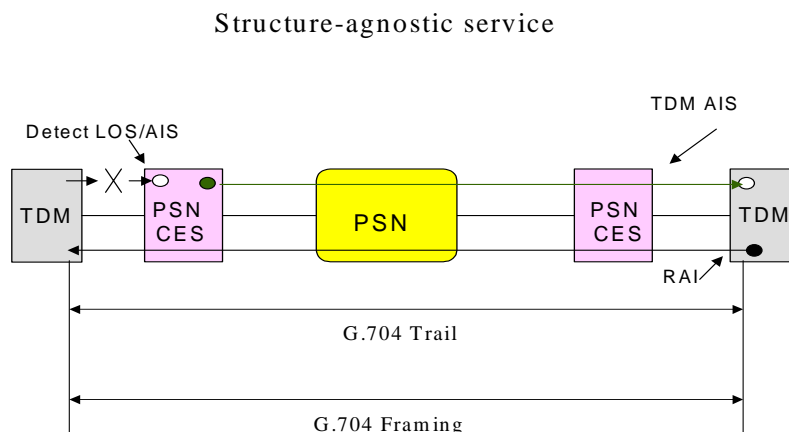 Structure-agnostic service
TDM AIS
Detect LOS/AIS
TDM
PSN
CES
PSN
PSN
CES
TDM
RAI
G.704 Trail
G.704 Framing